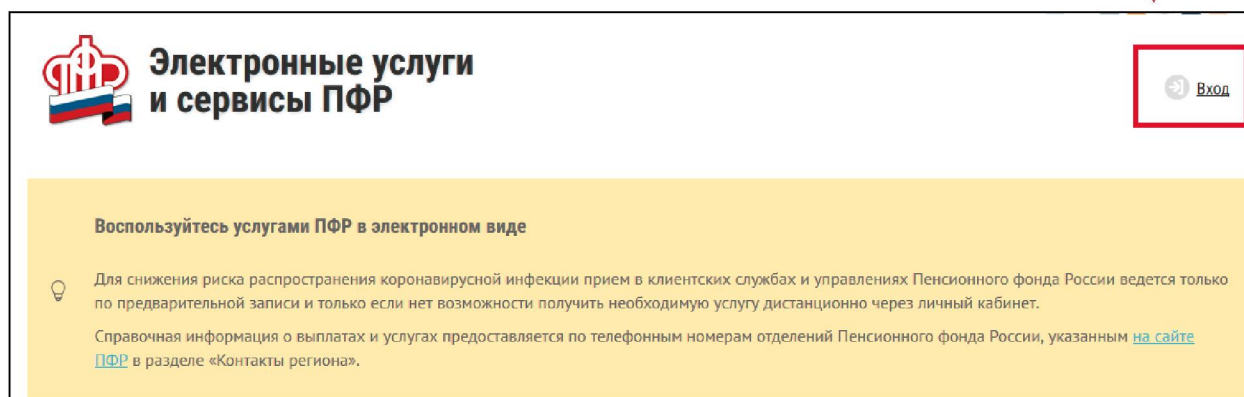 Электронные услуги
и сервисы ПФР
Вход
Воспользуйтесь услугами ПФР в электронном виде
Для снижения риска распространения коронавирусной инфекции прием в клиентских службах и управлениях Пенсионного фонда России ведется только
по предварительной записи и только если нет возможности получить необходимую услугу дистанционно через личный кабинет.
Справочная информация о выплатах и услугах предоставляется по телефонным номерам отделений Пенсионного фонда России, указанным на сайте
ПФР в разделе «Контакты региона».